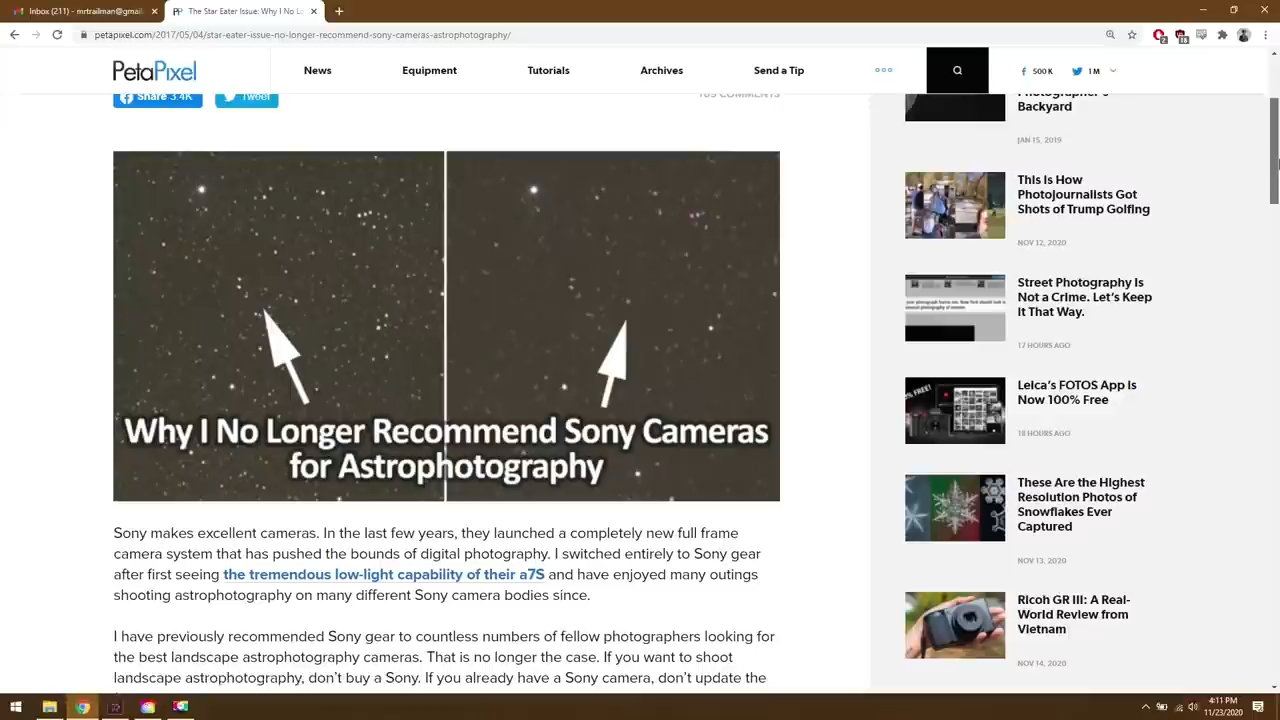 Inbox (211) - mrtrailman@gmail.c
The Star Eater Issue: Why I No L
petapixel.com/2017/05/04/star-eater-issue-no-longer-recommend-sony-cameras-astrophotography/
PetaPixel
News
Equipment
Tutorials
Archives
Send a Tip
500 K
1 M
Share 3.4K
Tweet
COMMENTS
Why I No Longer Recommend Sony Cameras
for Astrophotography
Sony makes excellent cameras. In the last few years, they launched a completely new full frame
camera system that has pushed the bounds of digital photography. I switched entirely to Sony gear
after first seeing the tremendous low-light capability of their a7S and have enjoyed many outings
shooting astrophotography on many different Sony camera bodies since.
I have previously recommended Sony gear to countless numbers of fellow photographers looking for
the best landscape astrophotography cameras. That is no longer the case. If you want to shoot
landscape astrophotography, don't buy a Sony. If you already have a Sony camera, don't update the
Photographer's
Backyard
JAN 15, 2019
This is How
Photojournalists Got
Shots of Trump Golfing
NOV 12, 2020
Street Photography Is
Not a Crime. Let's Keep
It That Way.
17 HOURS AGO
Leica's FOTOS App is
Now 100% Free
18 HOURS AGO
These Are the Highest
Resolution Photos of
Snowflakes Ever
Captured
NOV 13, 2020
Ricoh GR III: A Real-
World Review from
Vietnam
NOV 14, 2020
4:11 PM
11/23/2020